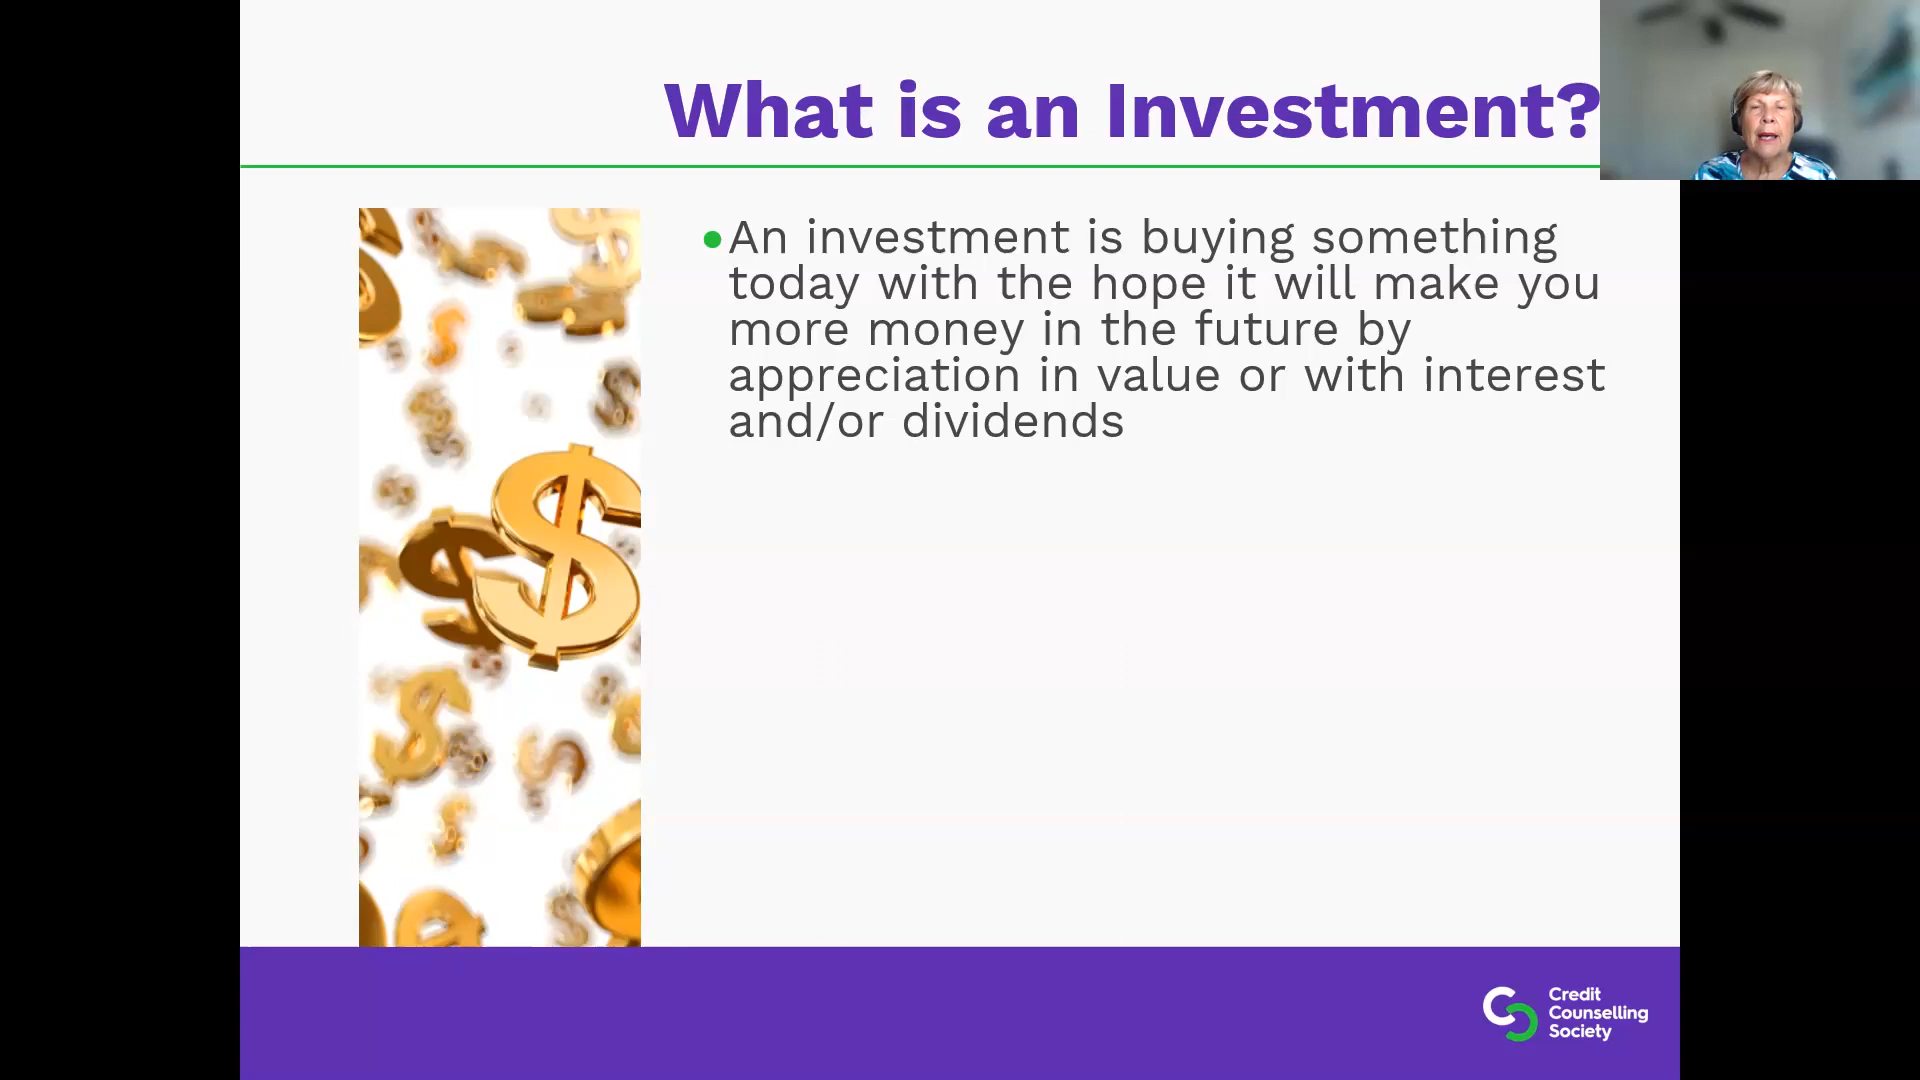 What is an Investment?
•An investment is buying something
today with the hope it will make you
more money in the future by
appreciation in value or with interest
and/or dividends
Credit
Counselling
Society